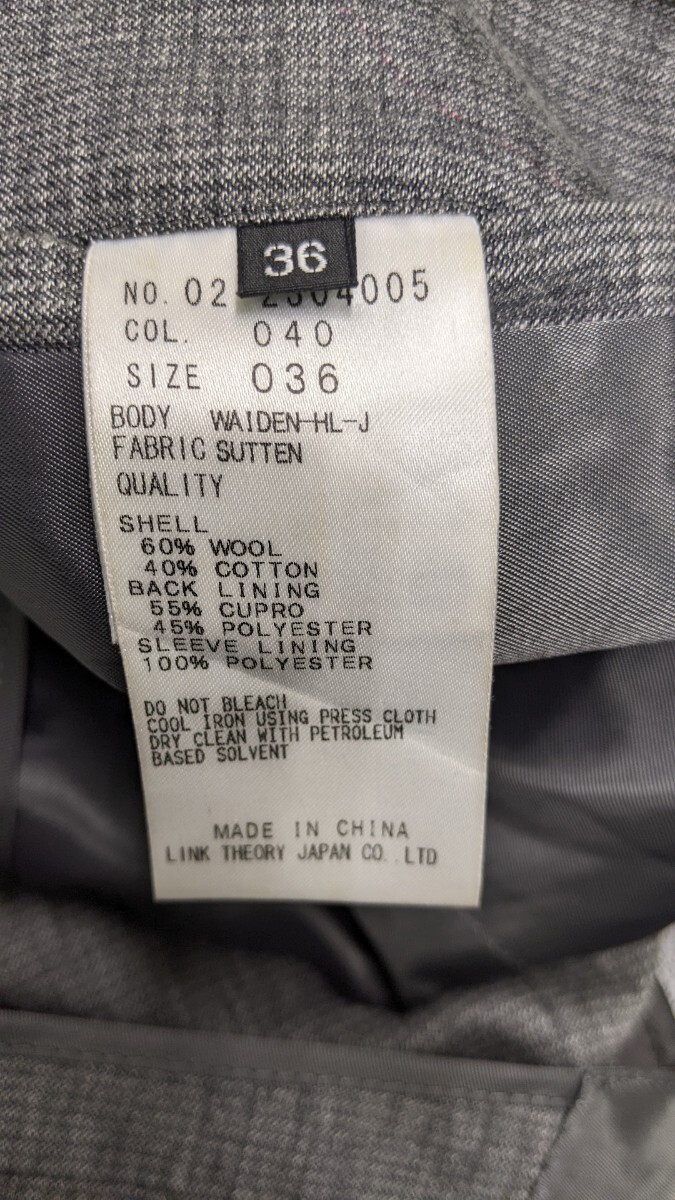 36
NO. 02-2304005
COL. 040
SIZE 036
BODY WAIDEN-HL-J
FABRIC SUTTEN
QUALITY
SHELL
60% WOOL
40% COTTON
BACK LINING
55% CUPRO
45% POLYESTER
SLEEVE LINING
100% POLYESTER
DO NOT BLEACH
COOL IRON USING PRESS CLOTH
DRY CLEAN WITH PETROLEUM
BASED SOLVENT
MADE IN CHINA
LINK THEORY JAPAN CO.,LTD